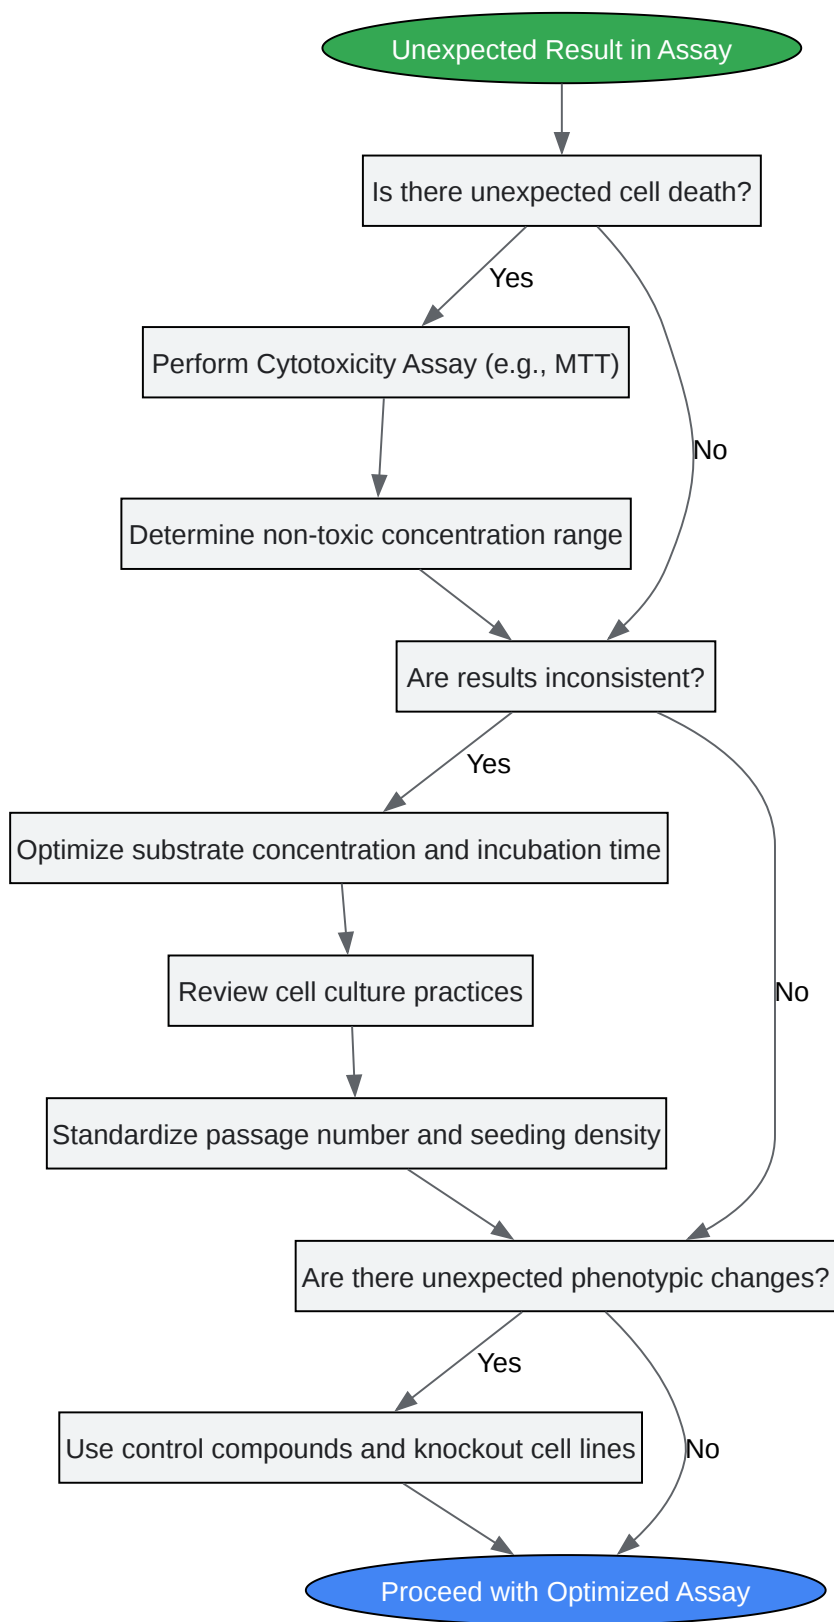 Unexpected Result in Assay
Is there unexpected cell death?
Yes
Perform Cytotoxicity Assay (e.g., MTT)
No
Determine non-toxic concentration range
Are results inconsistent?
Yes
Optimize substrate concentration and incubation time
Review cell culture practices
No
Standardize passage number and seeding density
Are there unexpected phenotypic changes?
Yes
Use control compounds and knockout cell lines
No
Proceed with Optimized Assay